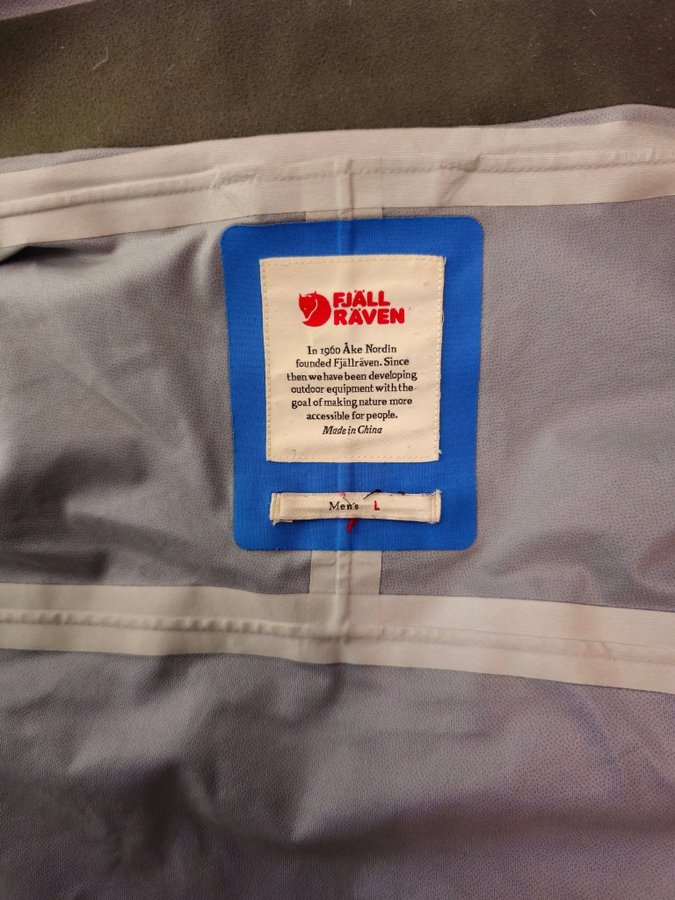 FJÄLL
RÄVEN
In 1960 Åke Nordin
founded Fjällräven. Since
then we have been developing
outdoor equipment with the
goal of making nature more
accessible for people.
Made in China
Men's L